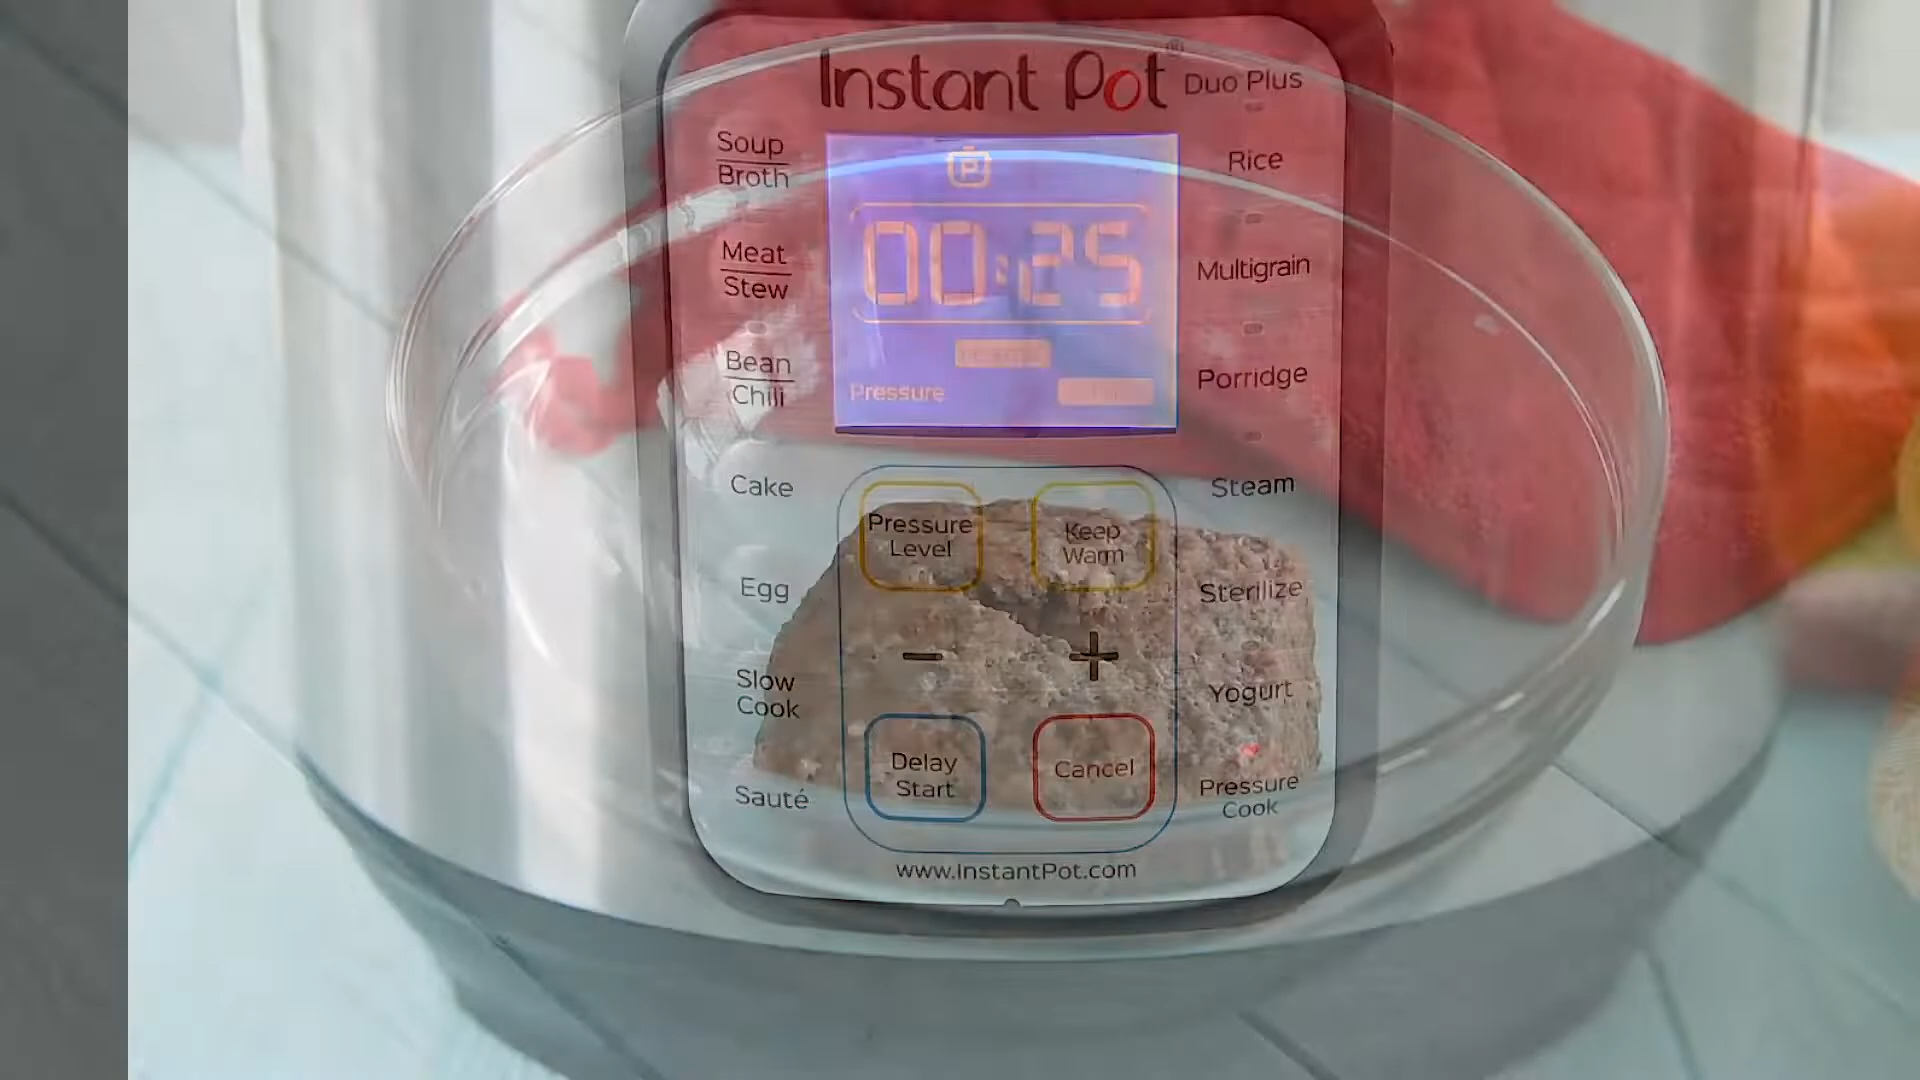 Instant Pot® Duo Plus
Soup
Broth
Rice
P
00:25
Meat
Stew
Multigrain
Bean
Chili
Porridge
Pressure
Cake
Steam
Pressure
Level
Keep
Warm
Egg
Sterilize
− +
Slow
Cook
Yogurt
Delay
Start
Cancel
Sauté
Pressure
Cook
www.InstantPot.com